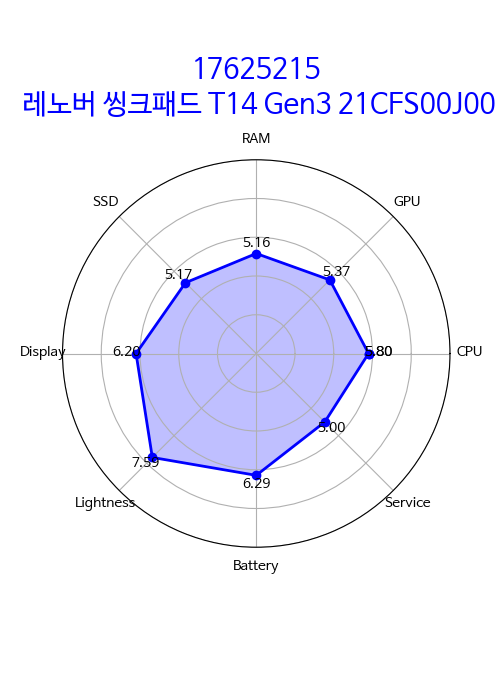 17625215
레노버 씽크패드 T14 Gen3 21CFS00J00
RAM
SSD
GPU
5.16
5.17
5.37
Display
6.20
5.80
CPU
5.00
7.59
6.29
Lightness
Service
Battery